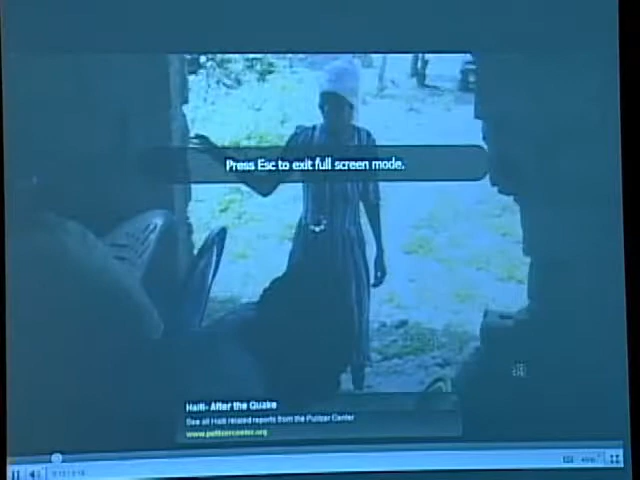 Press Esc to exit full screen mode.
Haiti- After the Quake
See all Haiti related reports from the Pulitzer Center
www.pulitzercenter.org